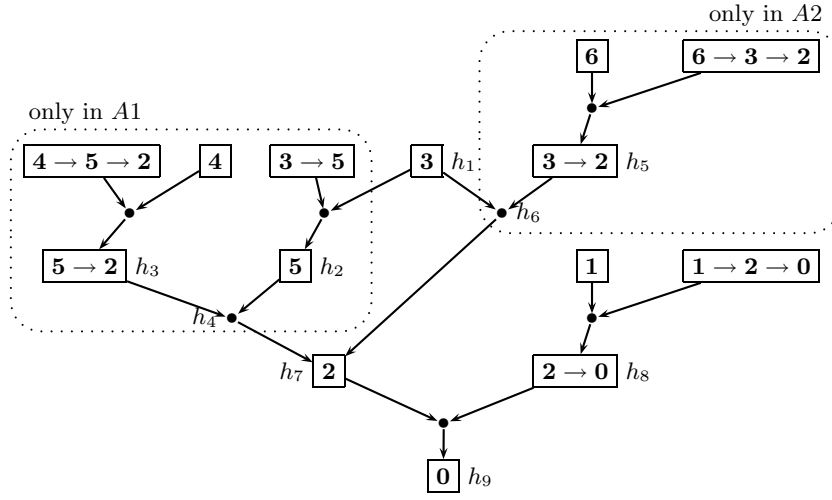 only in A2
6 6 → 3 → 2
only in A1
4 → 5 → 2 4 3 → 5 3 h₁ 3 → 2 h₅
h₆
5 → 2 h₃ 5 h₂ 1 1 → 2 → 0
h₄
h₇ 2 2 → 0 h₈
0 h₉